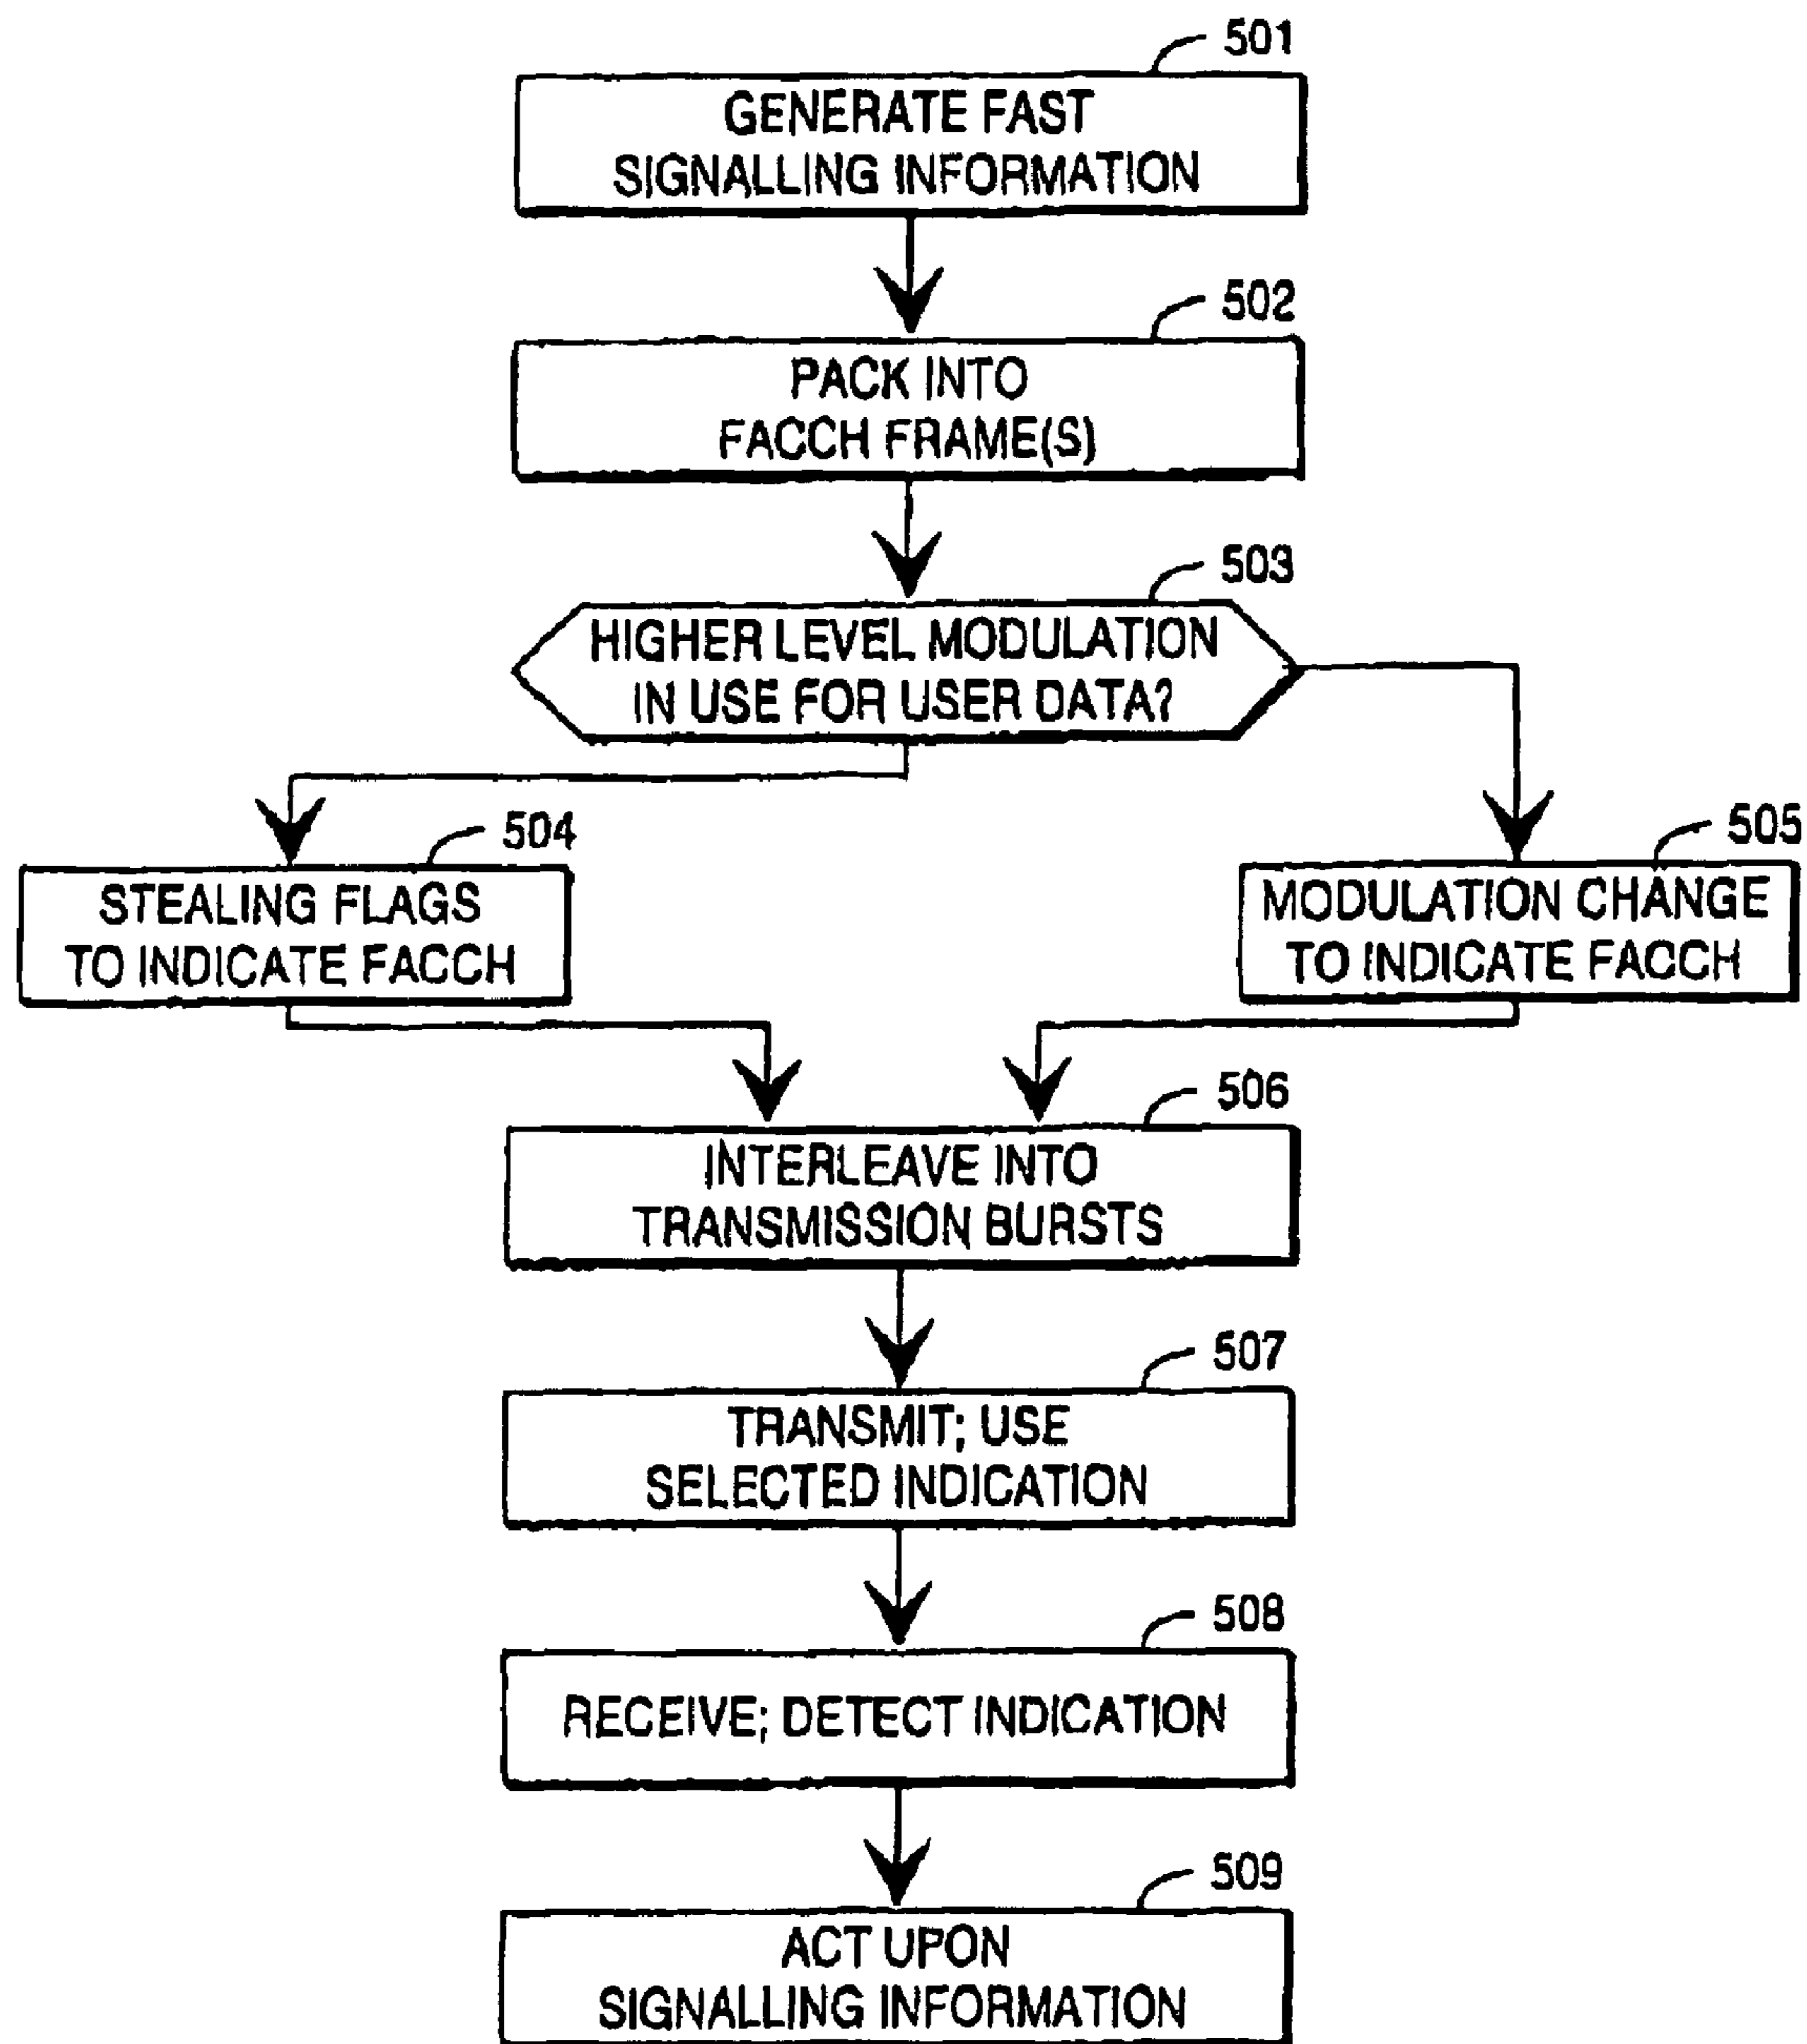 501
GENERATE FAST
SIGNALLING INFORMATION
502
PACK INTO
FACCH FRAME(S)
503
HIGHER LEVEL MODULATION
IN USE FOR USER DATA?
504
STEALING FLAGS
TO INDICATE FACCH
505
MODULATION CHANGE
TO INDICATE FACCH
506
INTERLEAVE INTO
TRANSMISSION BURSTS
507
TRANSMIT; USE
SELECTED INDICATION
508
RECEIVE; DETECT INDICATION
509
ACT UPON
SIGNALLING INFORMATION